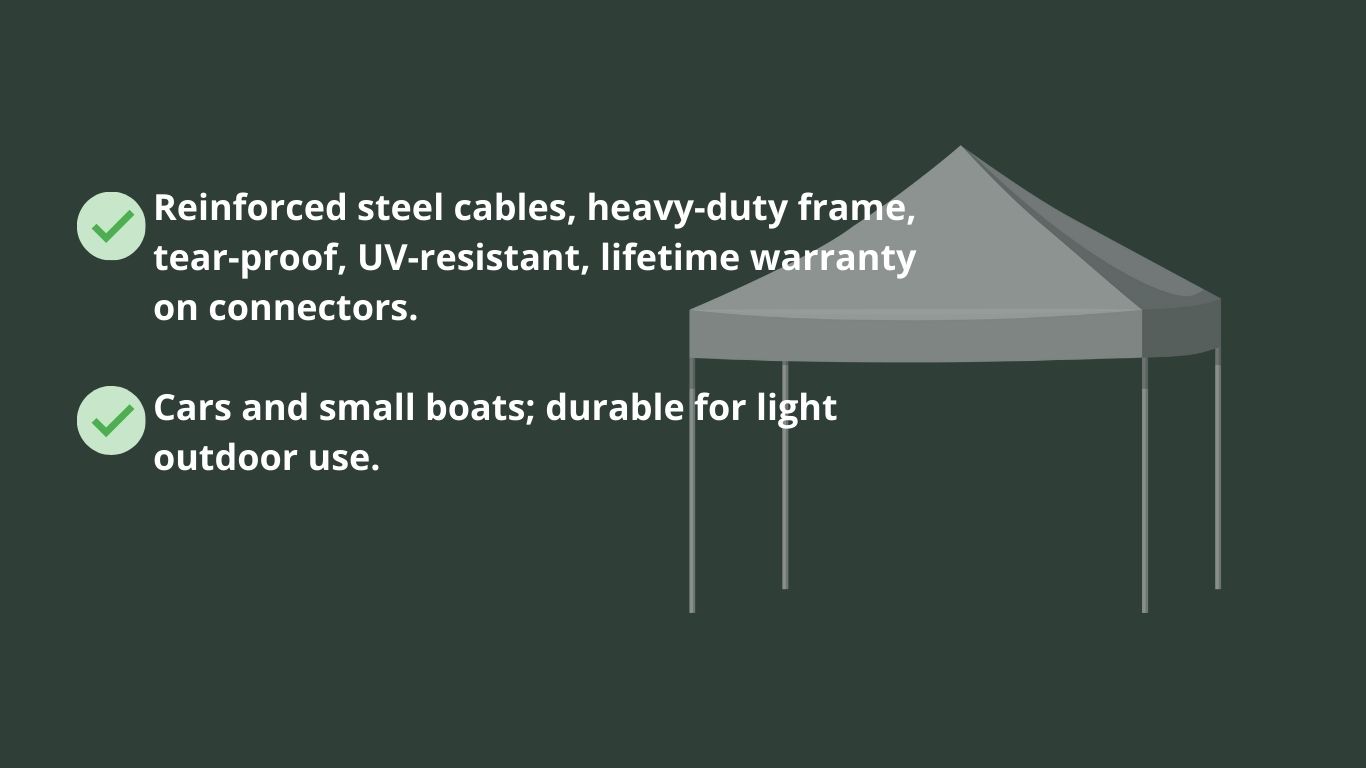 Reinforced steel cables, heavy-duty frame,
tear-proof, UV-resistant, lifetime warranty
on connectors.
Cars and small boats; durable for light
outdoor use.